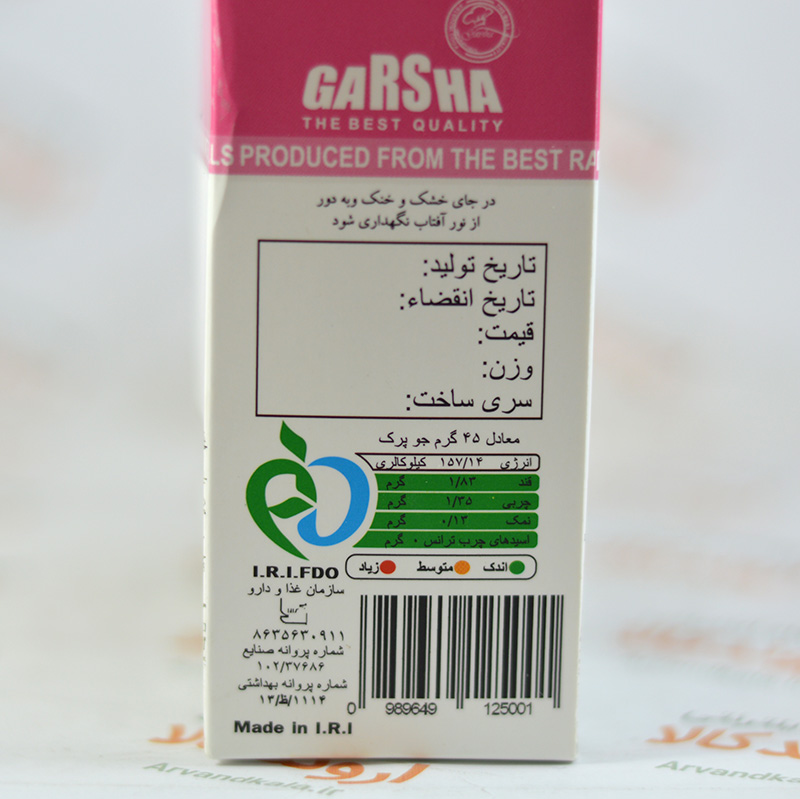 GARSHA
THE BEST QUALITY
LS PRODUCED FROM THE BEST RA
در جای خشک و خنک وبه دور
از نور آفتاب نگهداری شود
تاریخ تولید:
تاریخ انقضاء:
قیمت:
وزن:
سری ساخت:
معادل ۴۵ گرم جو پرک
انرژی ۱۵۷/۱۴ کیلوکالری
قند ۱/۸۳ گرم
چربی ۱/۳۵ گرم
نمک ۰/۱۳ گرم
اسیدهای چرب ترانس ۰ گرم
اندک متوسط زیاد
I.R.I.FDO
سازمان غذا و دارو
۸۶۳۵۶۳۰۹۱۱
شماره پروانه صنایع
۱۰۲/۳۷۶۸۶
شماره پروانه بهداشتی
۱۳/ظ/۱۱۱۴
0 989649 125001
Made in I.R.I
Arvandkala.ir